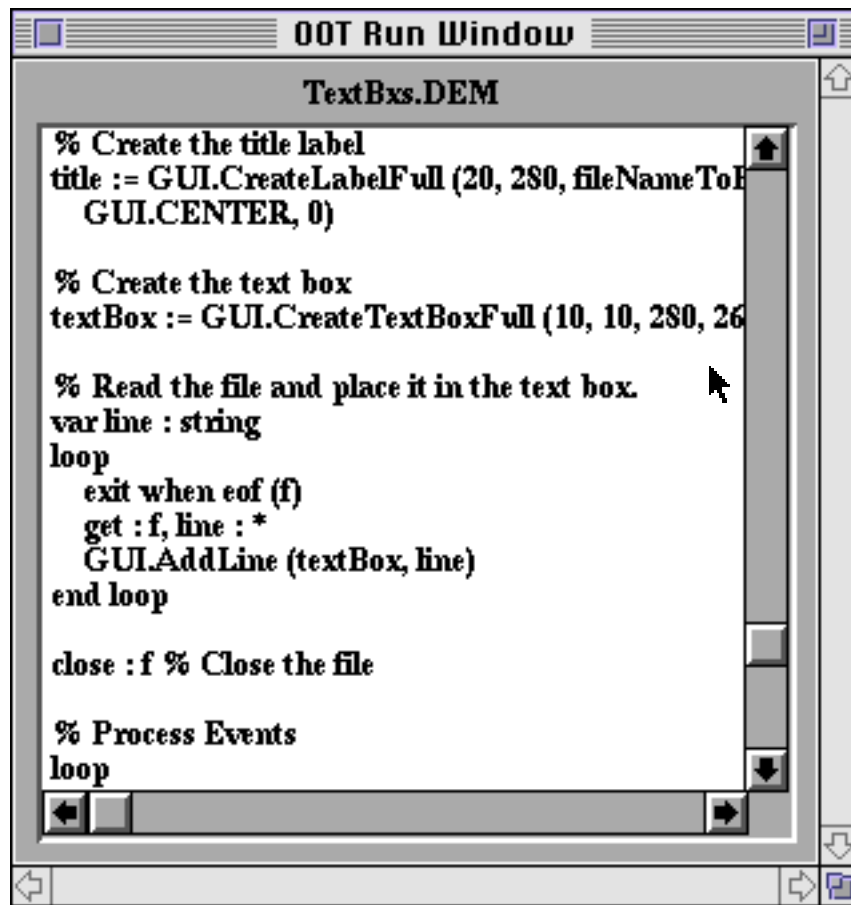 OOT Run Window
TextBxs.DEM
% Create the title label
title := GUI.CreateLabelFull (20, 280, fileNameToE
GUI.CENTER, 0)
% Create the text box
textBox := GUI.CreateTextBoxFull (10, 10, 280, 26
% Read the file and place it in the text box.
var line : string
loop
exit when eof (f)
get : f, line : *
GUI.AddLine (textBox, line)
end loop
close : f % Close the file
% Process Events
loop